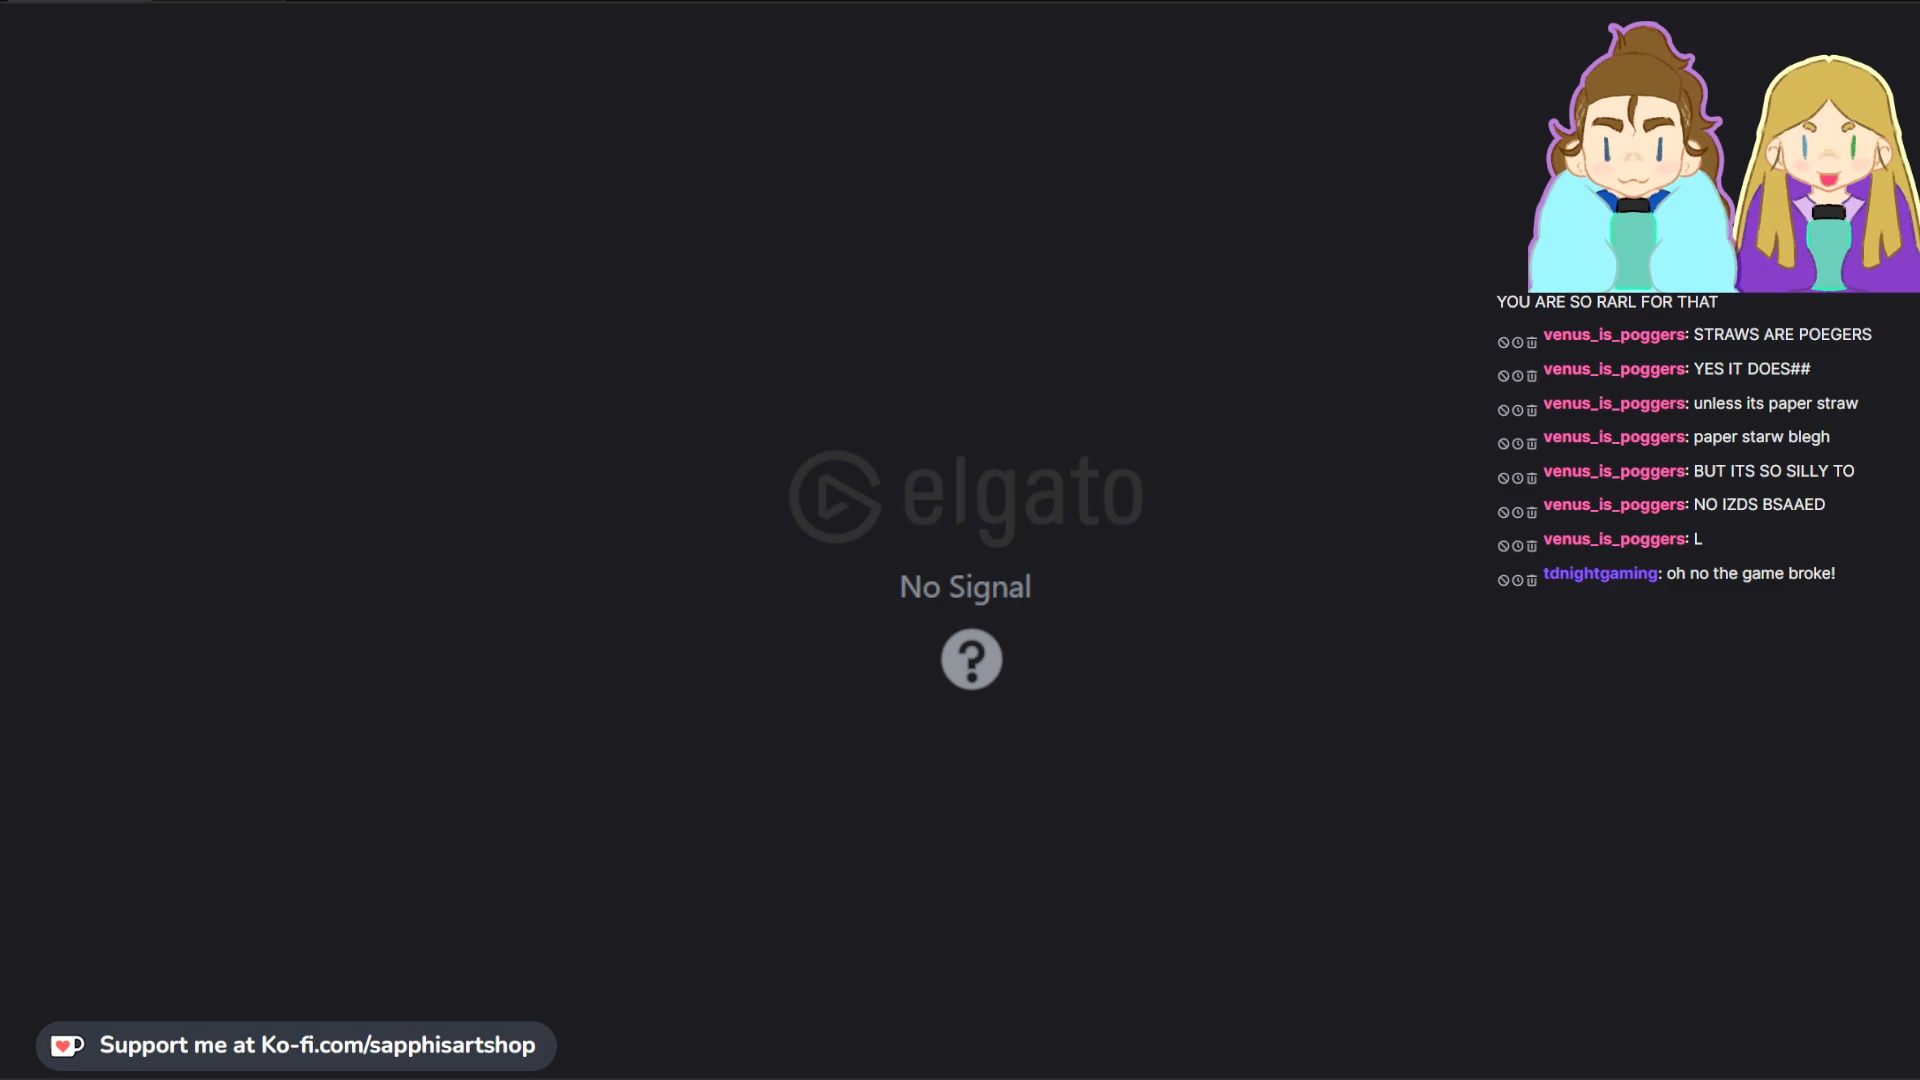 YOU ARE SO RARL FOR THAT
venus_is_poggers: STRAWS ARE POEGERS
venus_is_poggers: YES IT DOES##
venus_is_poggers: unless its paper straw
venus_is_poggers: paper starw blegh
venus_is_poggers: BUT ITS SO SILLY TO
venus_is_poggers: NO IZDS BSAAED
venus_is_poggers: L
tdnightgaming: oh no the game broke!
elgato
No Signal
?
Support me at Ko-fi.com/sapphisartshop